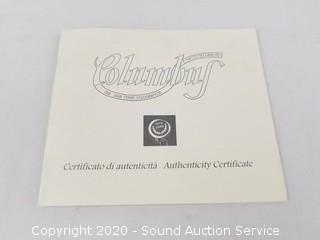 Columbus
Certificato di autenticità Authenticity Certificate
Copyright 2020 - Sound Auction Service